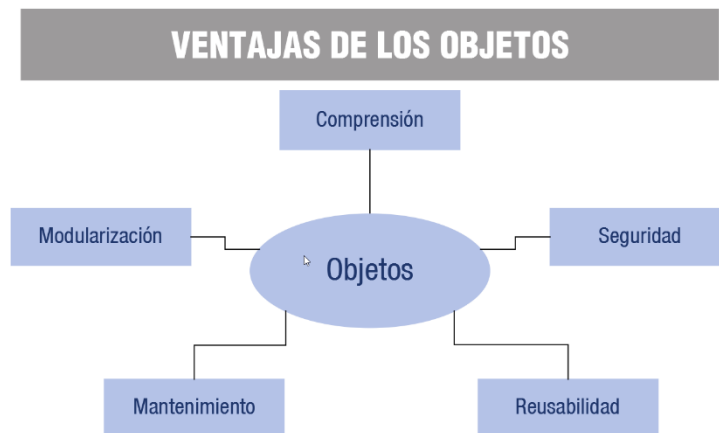 VENTAJAS DE LOS OBJETOS
Comprensión
Modularización
Seguridad
Objetos
Mantenimiento
Reusabilidad